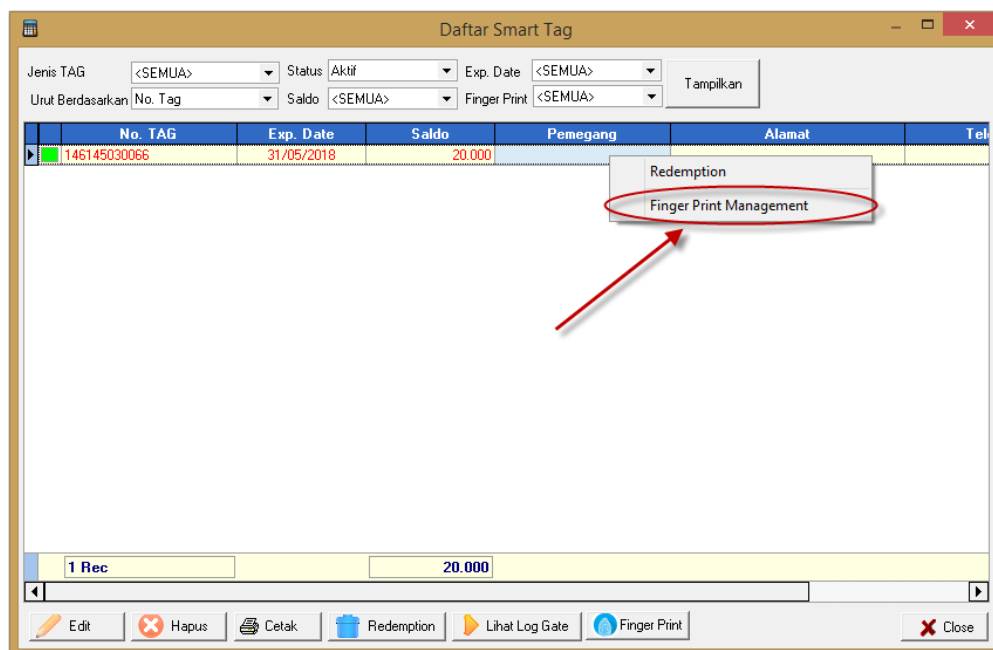 Daftar Smart Tag
Jenis TAG <SEMUA> Status Aktif Exp. Date <SEMUA> Tampilkan
Urut Berdasarkan No. Tag Saldo <SEMUA> Finger Print <SEMUA>
No. TAG Exp. Date Saldo Pemegang Alamat Tel
146145030066 31/05/2018 20.000
Redemption
Finger Print Management
1 Rec 20.000
Edit Hapus Cetak Redemption Lihat Log Gate Finger Print Close